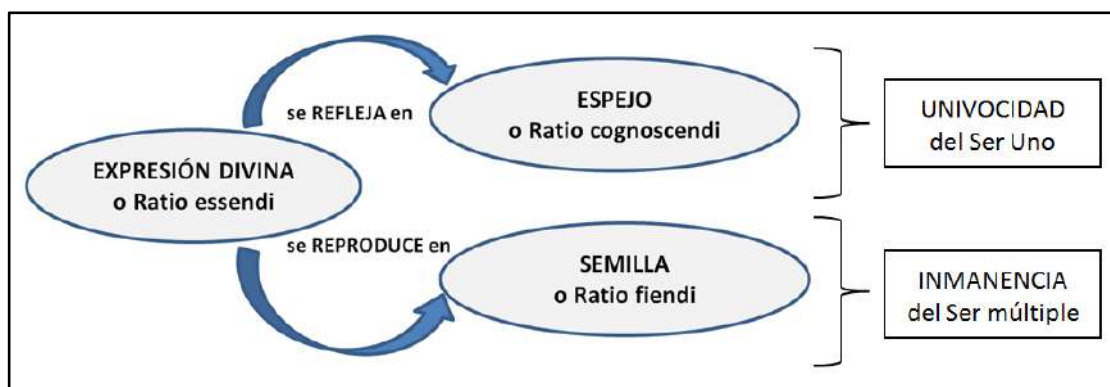 se REFLEJA en
ESPEJO
o Ratio cognoscendi
UNIVOCIDAD
del Ser Uno
EXPRESIÓN DIVINA
o Ratio essendi
se REPRODUCE en
SEMILLA
o Ratio fiendi
INMANENCIA
del Ser múltiple